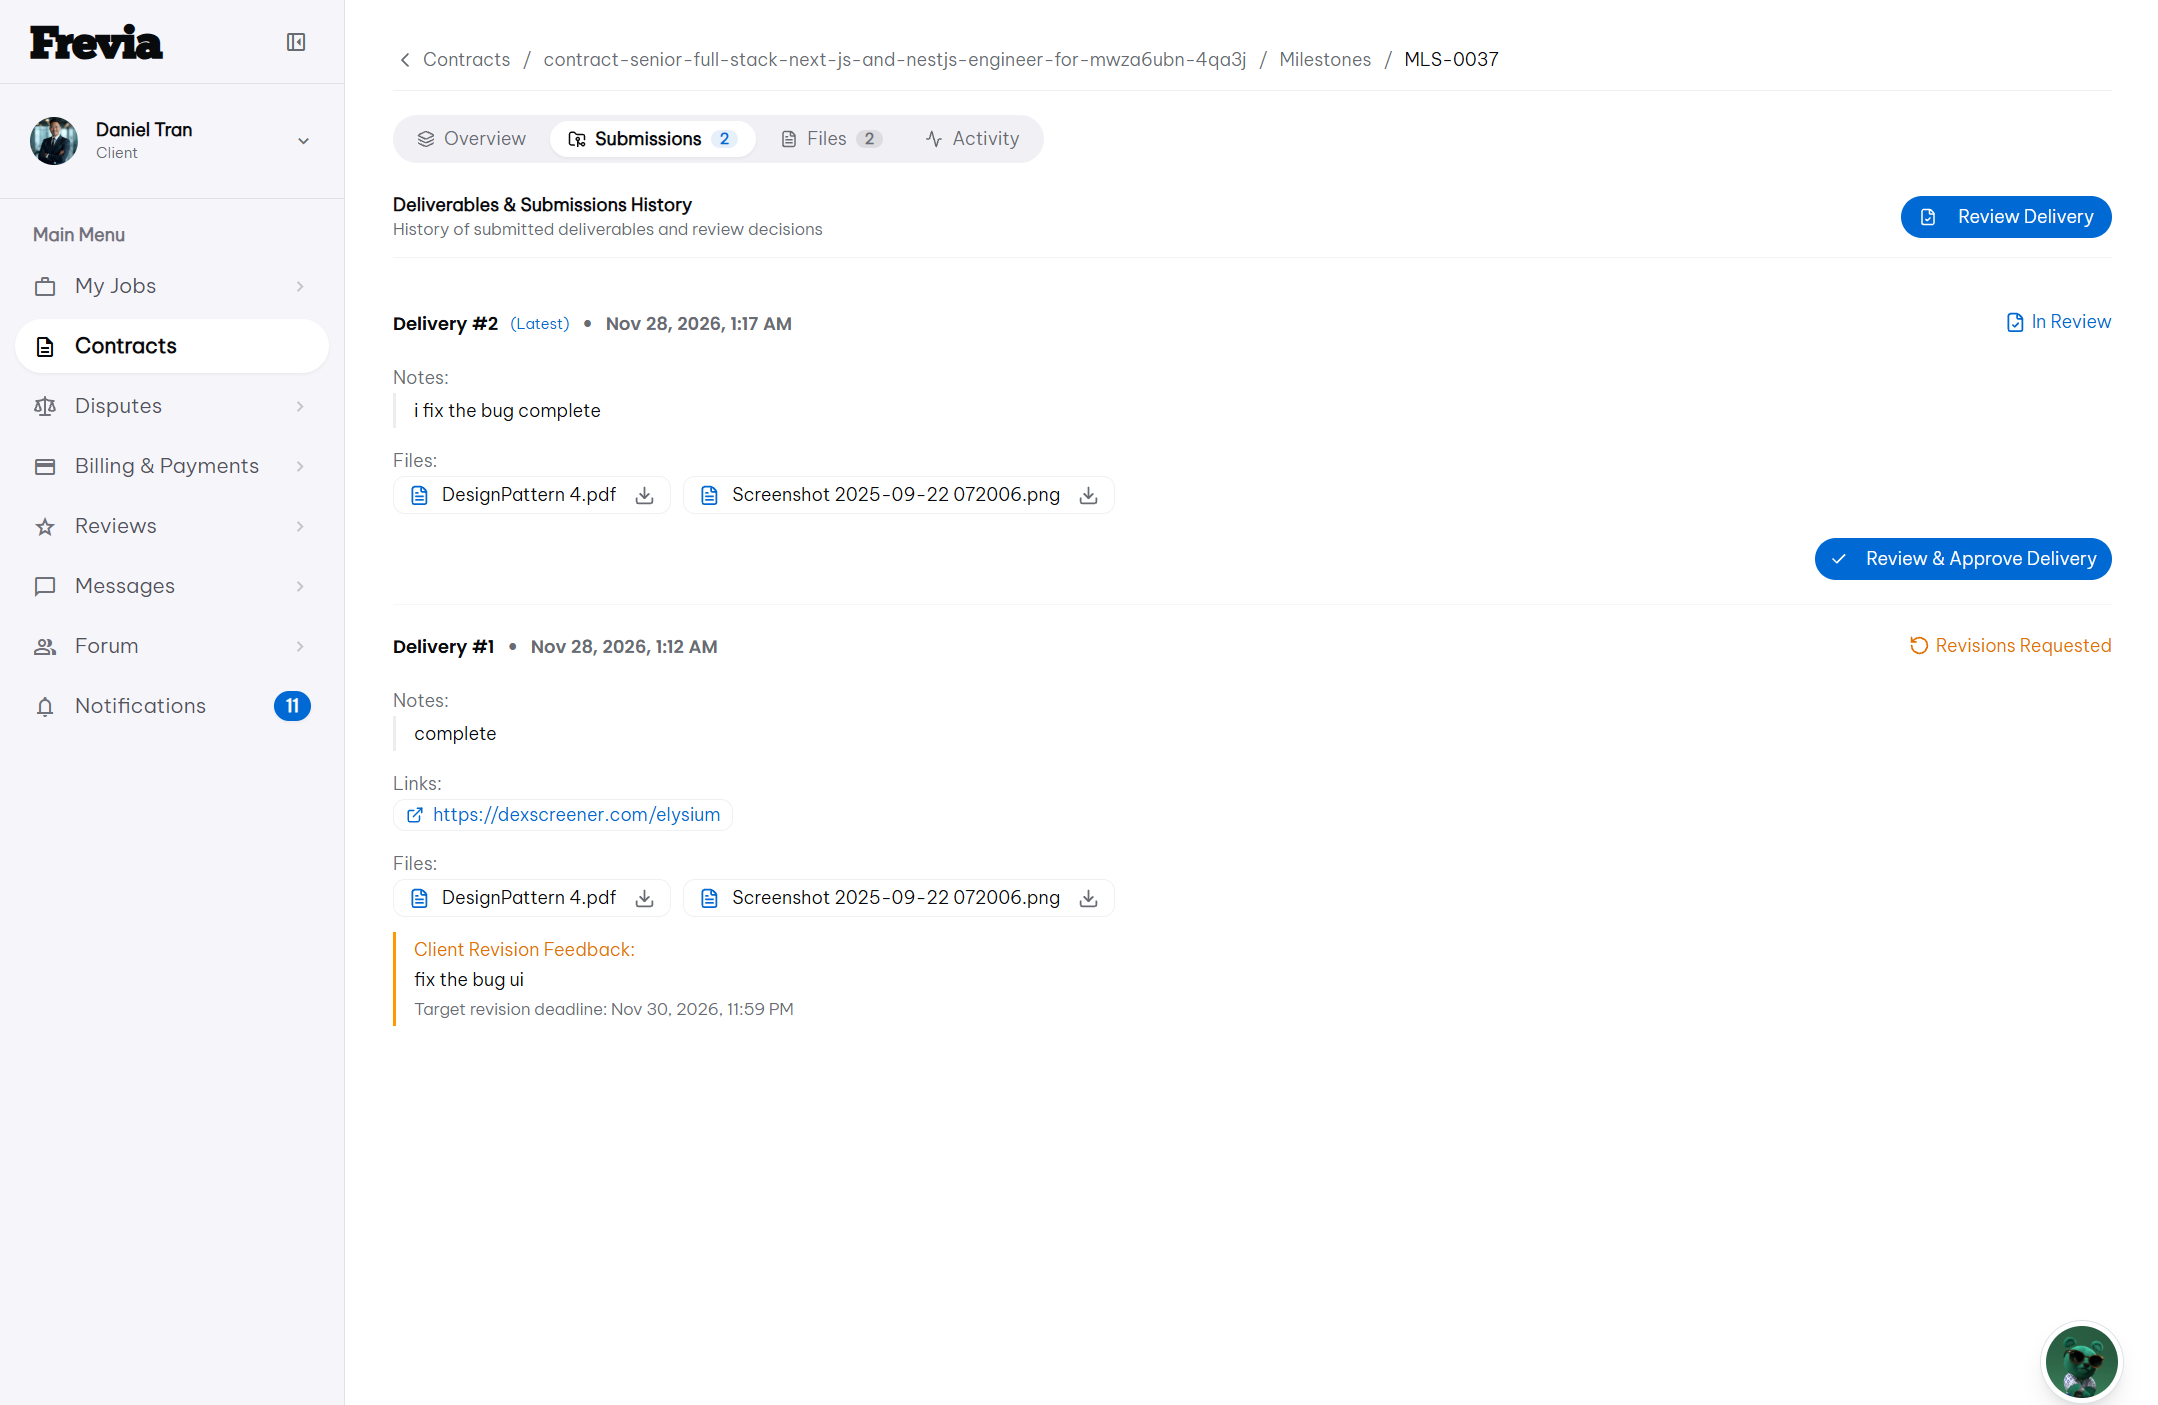 Frevia
Daniel Tran
Client
Main Menu
My Jobs
Contracts
Disputes
Billing & Payments
Reviews
Messages
Forum
Notifications 11
Contracts / contract-senior-full-stack-next-js-and-nestjs-engineer-for-mwza6ubn-4qa3j / Milestones / MLS-0037
Overview Submissions 2 Files 2 Activity
Deliverables & Submissions History
History of submitted deliverables and review decisions
Review Delivery
Delivery #2 (Latest) • Nov 28, 2026, 1:17 AM
In Review
Notes:
i fix the bug complete
Files:
DesignPattern 4.pdf Screenshot 2025-09-22 072006.png
Review & Approve Delivery
Delivery #1 • Nov 28, 2026, 1:12 AM
Revisions Requested
Notes:
complete
Links:
https://dexscreener.com/elysium
Files:
DesignPattern 4.pdf Screenshot 2025-09-22 072006.png
Client Revision Feedback:
fix the bug ui
Target revision deadline: Nov 30, 2026, 11:59 PM